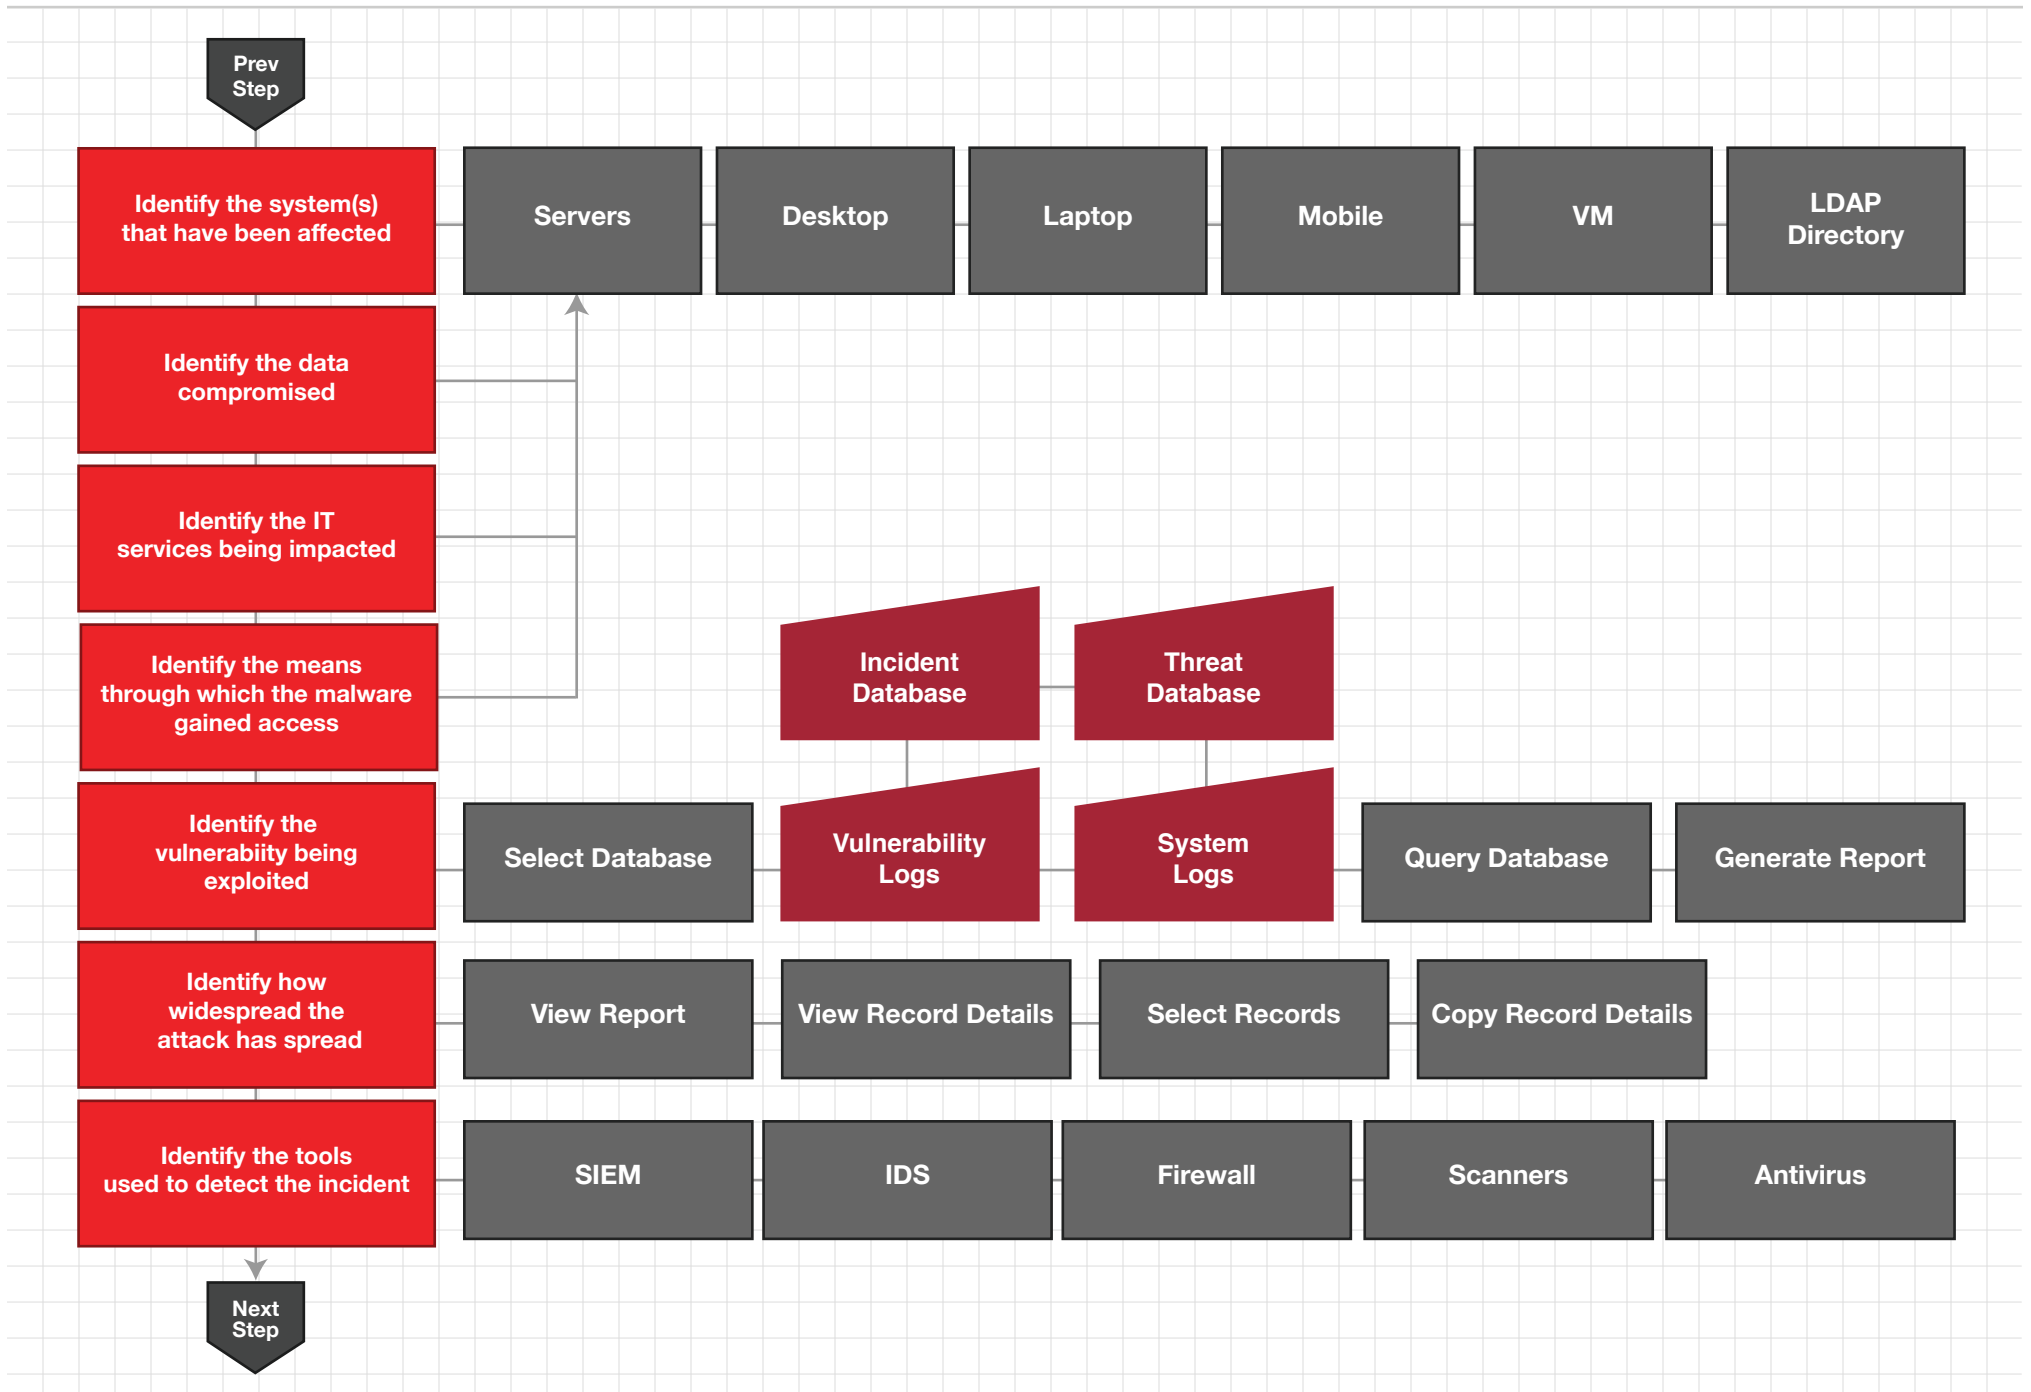 Prev
Step
Identify the system(s)
that have been affected
Servers
Desktop
Laptop
Mobile
VM
LDAP
Directory
Identify the data
compromised
Identify the IT
services being impacted
Identify the means
through which the malware
gained access
Incident
Database
Threat
Database
Identify the
vulnerabiity being
exploited
Select Database
Vulnerability
Logs
System
Logs
Query Database
Generate Report
Identify how
widespread the
attack has spread
View Report
View Record Details
Select Records
Copy Record Details
Identify the tools
used to detect the incident
SIEM
IDS
Firewall
Scanners
Antivirus
Next
Step